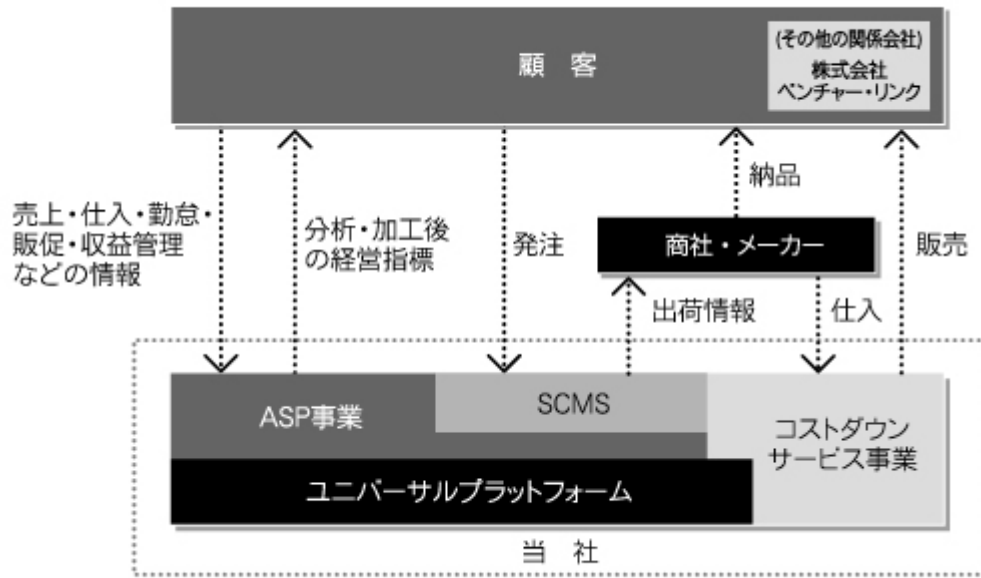 顧 客
(その他の関係会社)
株式会社
ベンチャー・リンク
売上・仕入・勤怠・
販促・収益管理
などの情報
分析・加工後
の経営指標
発注
納品
商社・メーカー
販売
出荷情報
仕入
ASP事業
SCMS
コストダウン
サービス事業
ユニバーサルプラットフォーム
当 社